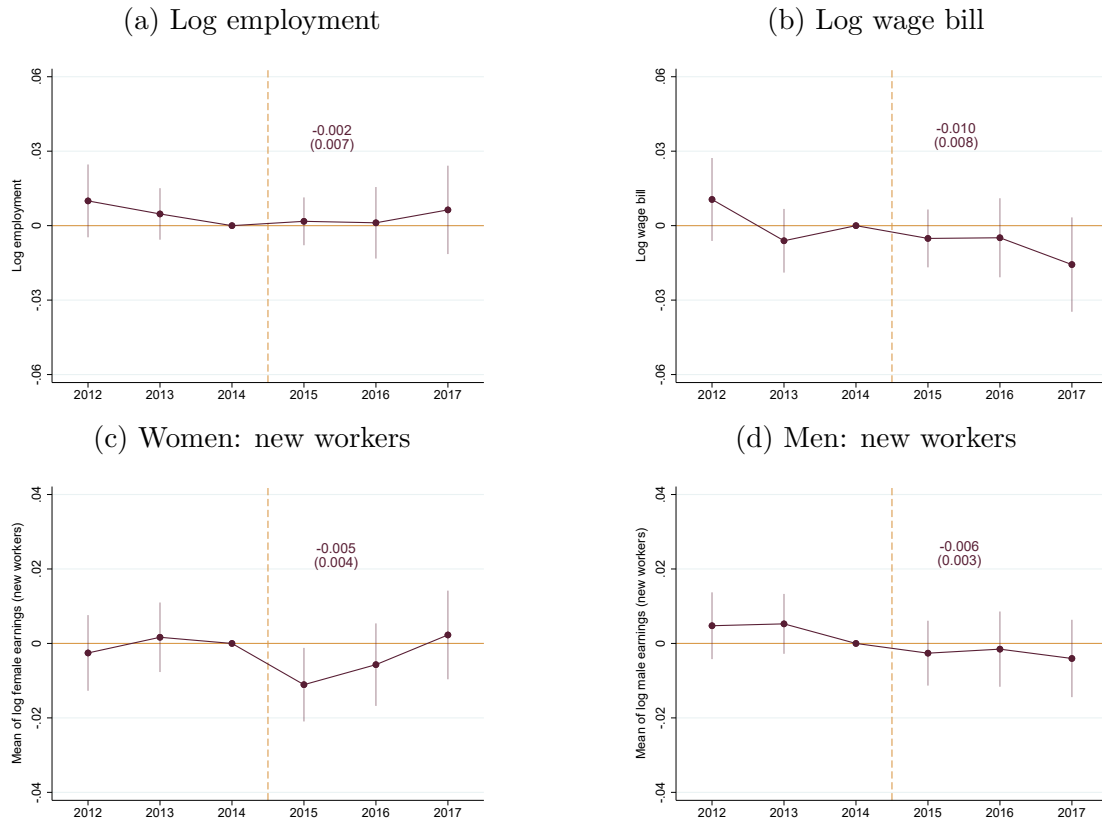 (a) Log employment
Log employment
.06
.03
0
-.03
-.06
-0.002
(0.007)
2012 2013 2014 2015 2016 2017
(b) Log wage bill
Log wage bill
.06
.03
0
-.03
-.06
-0.010
(0.008)
2012 2013 2014 2015 2016 2017
(c) Women: new workers
Mean of log female earnings (new workers)
.04
.02
0
-.02
-.04
-0.005
(0.004)
2012 2013 2014 2015 2016 2017
(d) Men: new workers
Mean of log male earnings (new workers)
.04
.02
0
-.02
-.04
-0.006
(0.003)
2012 2013 2014 2015 2016 2017